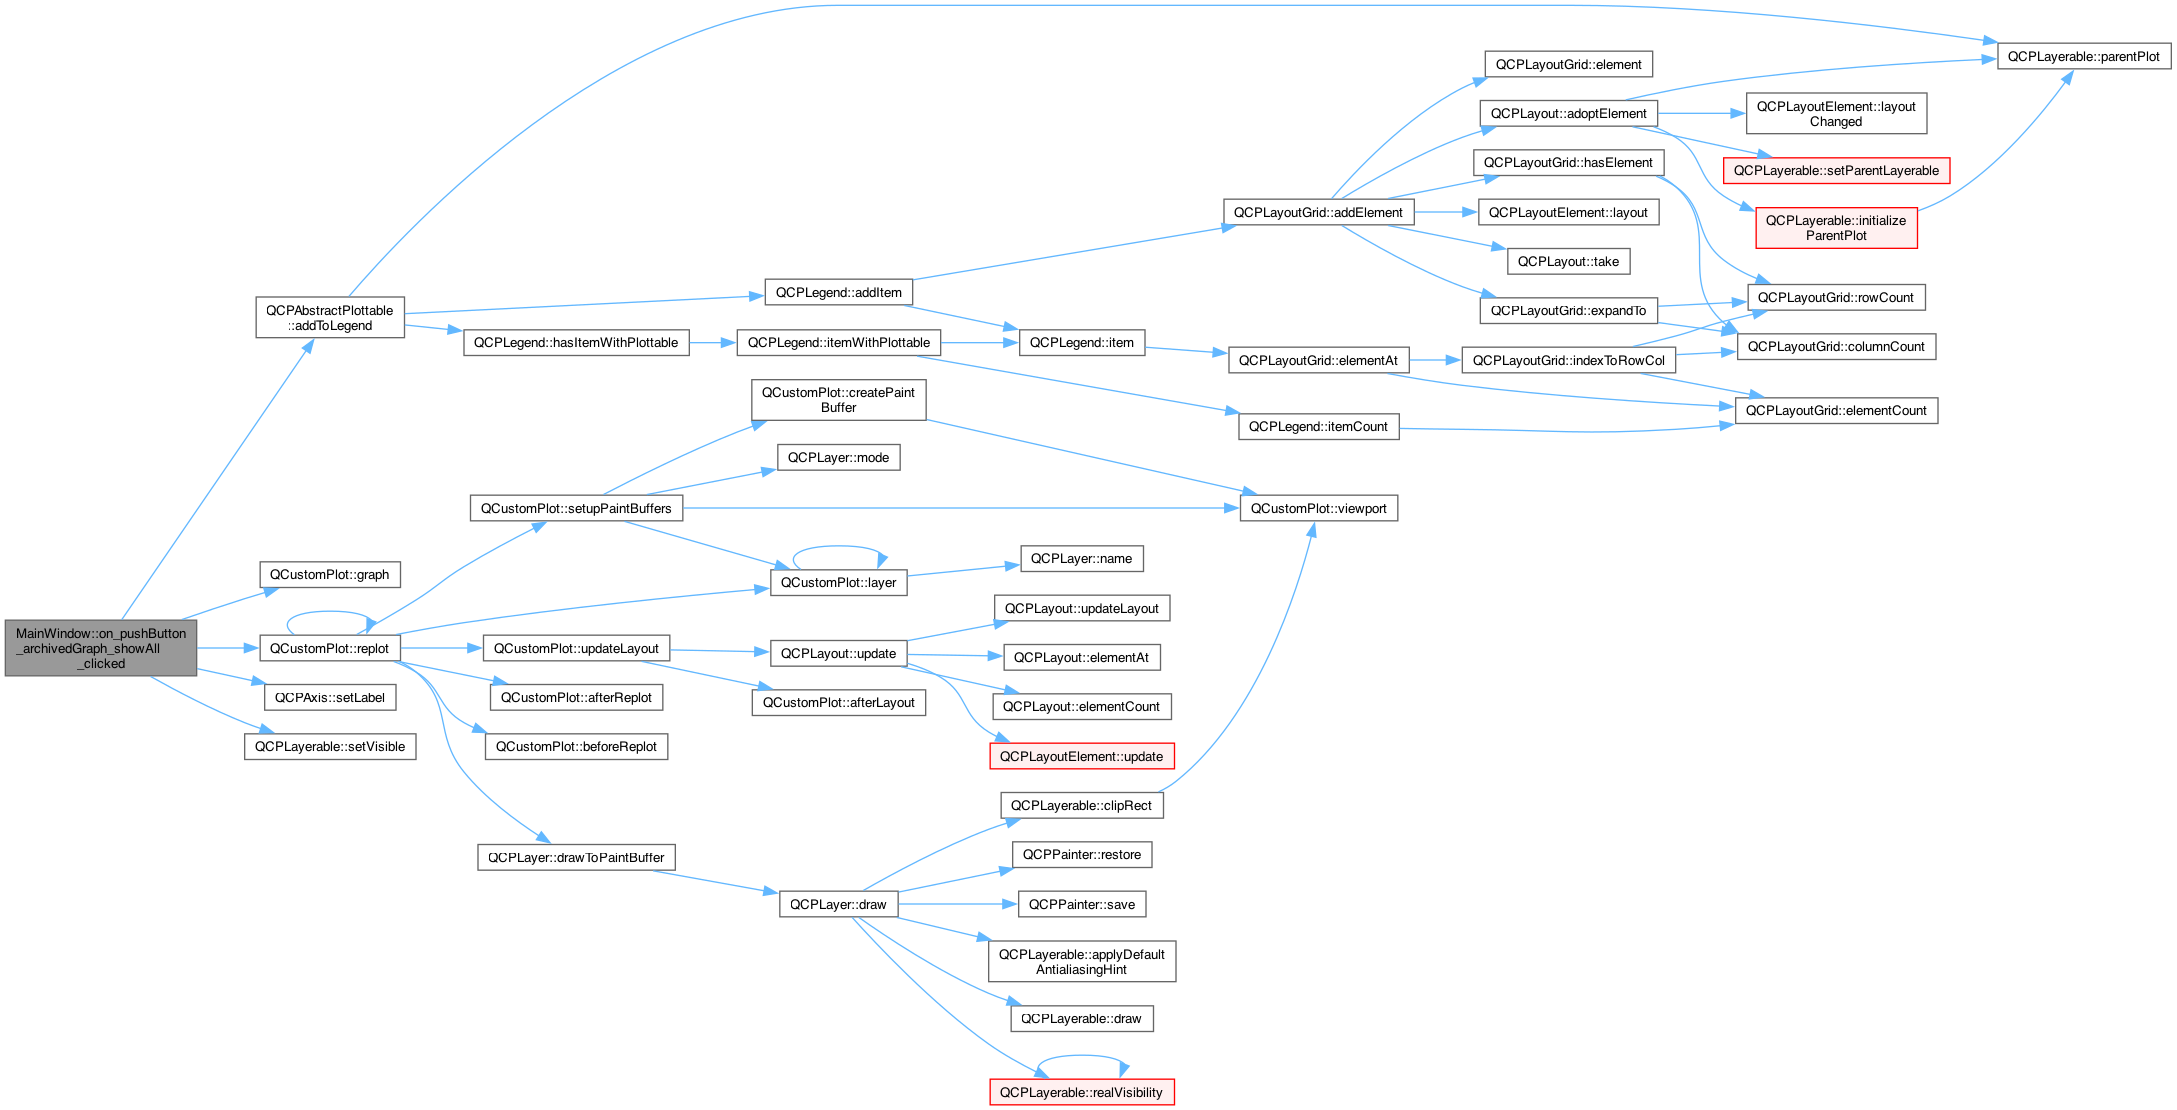 MainWindow::on_pushButton
_archivedGraph_showAll
_clicked
QCPAbstractPlottable
::addToLegend
QCustomPlot::graph
QCustomPlot::replot
QCPAxis::setLabel
QCPLayerable::setVisible
QCPLegend::hasItemWithPlottable
QCustomPlot::setupPaintBuffers
QCustomPlot::updateLayout
QCustomPlot::afterReplot
QCustomPlot::beforeReplot
QCPLayer::drawToPaintBuffer
QCPLegend::addItem
QCPLegend::itemWithPlottable
QCustomPlot::createPaint
Buffer
QCPLayer::mode
QCustomPlot::layer
QCPLayout::update
QCustomPlot::afterLayout
QCPLayer::draw
QCPLegend::item
QCPLayer::name
QCPLayout::updateLayout
QCPLayout::elementAt
QCPLayout::elementCount
QCPLayoutElement::update
QCPLayerable::clipRect
QCPPainter::restore
QCPPainter::save
QCPLayerable::applyDefault
AntialiasingHint
QCPLayerable::draw
QCPLayerable::realVisibility
QCPLayoutGrid::addElement
QCPLayoutGrid::elementAt
QCPLegend::itemCount
QCustomPlot::viewport
QCPLayoutGrid::element
QCPLayout::adoptElement
QCPLayoutGrid::hasElement
QCPLayoutElement::layout
QCPLayout::take
QCPLayoutGrid::expandTo
QCPLayoutGrid::indexToRowCol
QCPLayoutElement::layout
Changed
QCPLayerable::setParentLayerable
QCPLayerable::initialize
ParentPlot
QCPLayoutGrid::rowCount
QCPLayoutGrid::columnCount
QCPLayoutGrid::elementCount
QCPLayerable::parentPlot